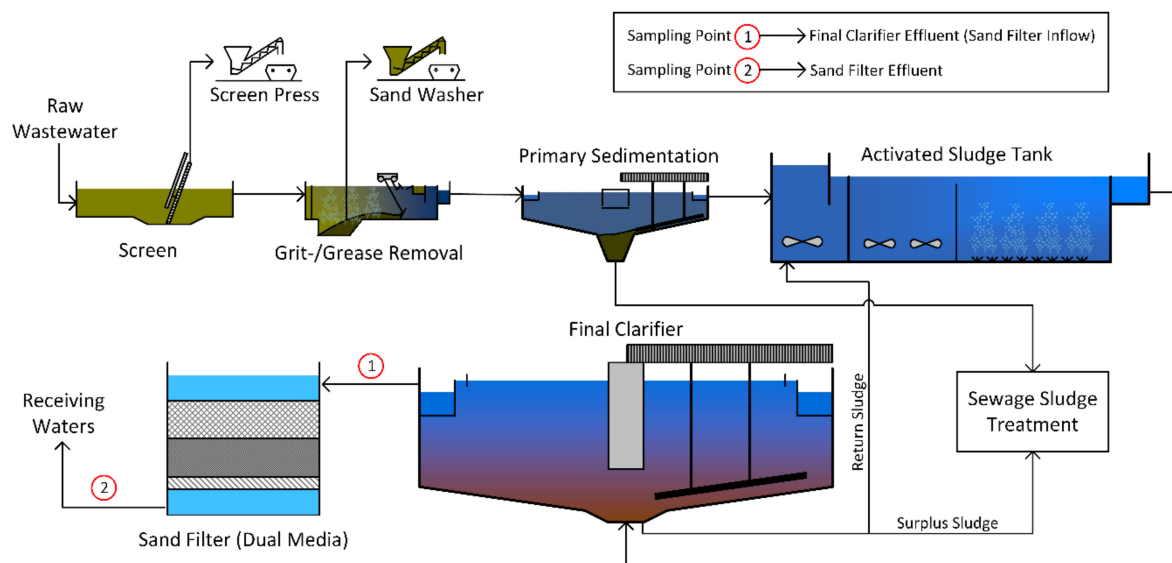 Sampling Point 1 Final Clarifier Effluent (Sand Filter Inflow)
Sampling Point 2 Sand Filter Effluent
Screen Press
Sand Washer
Raw
Wastewater
Primary Sedimentation
Activated Sludge Tank
Screen
Grit-/Grease Removal
Final Clarifier
1
Receiving
Waters
Return Sludge
Sewage Sludge
Treatment
2
Surplus Sludge
Sand Filter (Dual Media)